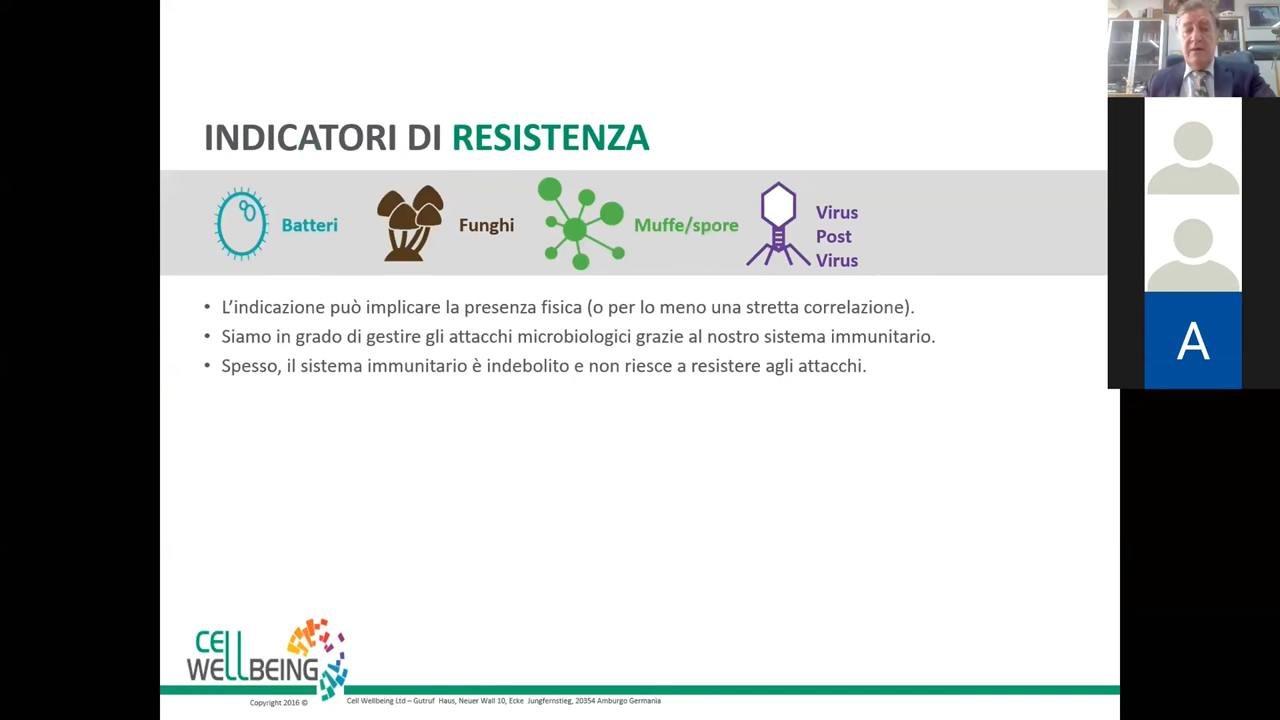 INDICATORI DI RESISTENZA
Batteri
Funghi
Muffe/spore
Virus
Post
Virus
• L’indicazione può implicare la presenza fisica (o per lo meno una stretta correlazione).
• Siamo in grado di gestire gli attacchi microbiologici grazie al nostro sistema immunitario.
• Spesso, il sistema immunitario è indebolito e non riesce a resistere agli attacchi.
A
CELL
WELLBEING
Copyright 2016 ©
Cell Wellbeing Ltd – Gutruf Haus, Neuer Wall 10, Ecke Jungfernstieg, 20354 Amburgo Germania